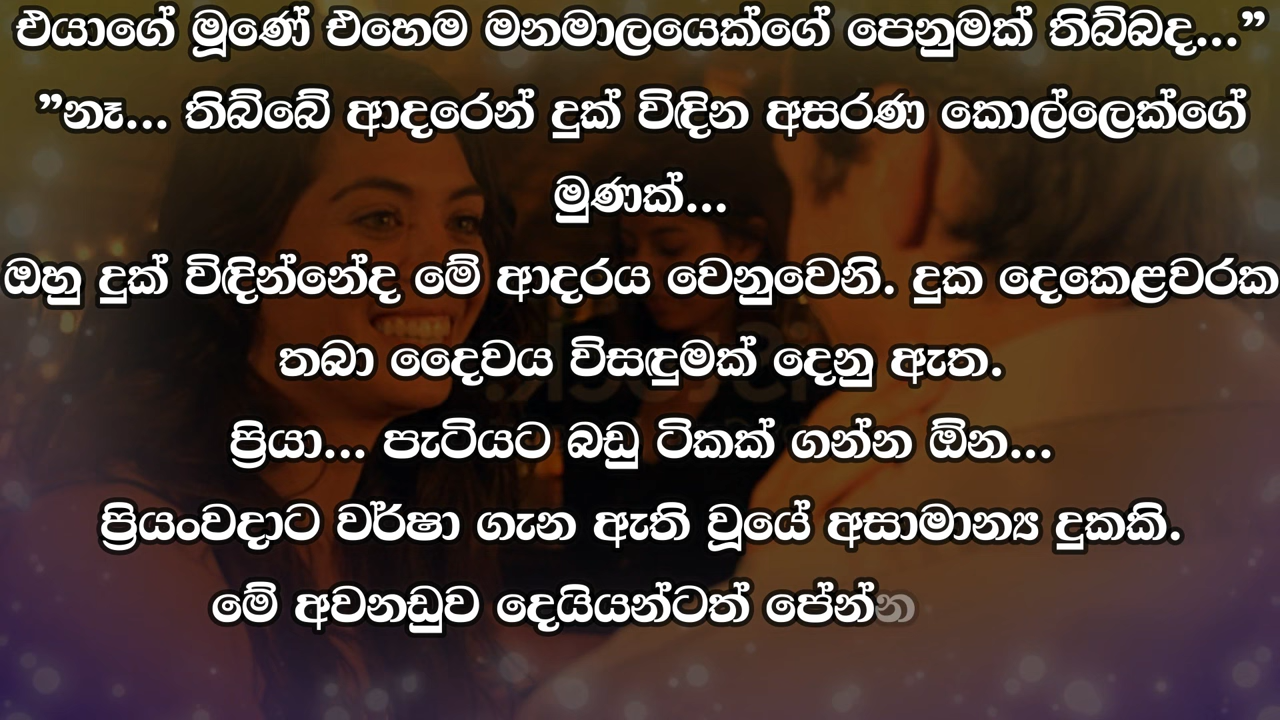 එයාගේ මූණේ එහෙම මනමාලයෙක්ගේ පෙනුමක් තිබ්බද...”
”නෑ... තිබ්බේ ආදරෙන් දුක් විඳින අසරණ කොල්ලෙක්ගේ
මුණක්...
ඔහු දුක් විඳින්නේද මේ ආදරය වෙනුවෙනි. දුක දෙකෙළවරක
තබා දෛවය විසඳුමක් දෙනු ඇත.
ප්‍රියා... පැටියට බඩු ටිකක් ගන්න ඕන...
ප්‍රියංවදාට වර්ෂා ගැන ඇති වූයේ අසාමාන්‍ය දුකකි.
මේ අවනඩුව දෙයියන්ටත් පේන්න